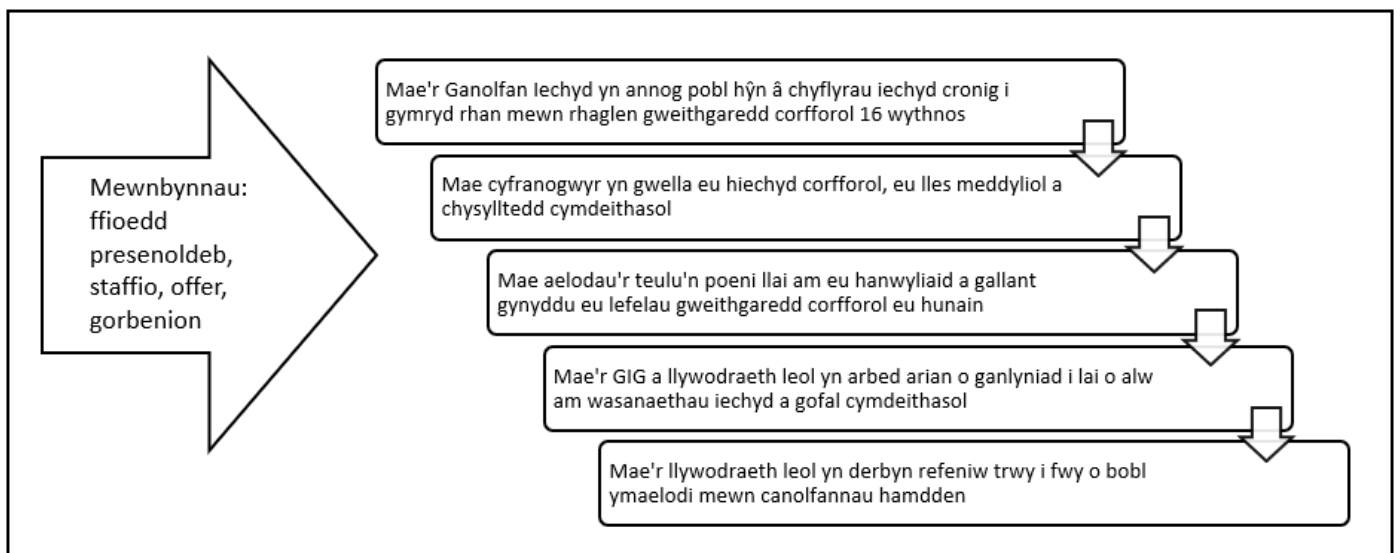 Mewnbynnau:
ffioedd
presenoldeb,
staffio, offer,
gorbenion
Mae'r Ganolfan Iechyd yn annog pobl hŷn â chyflyrau iechyd cronig i
gymryd rhan mewn rhaglen gweithgaredd corfforol 16 wythnos
Mae cyfranogwyr yn gwella eu hiechyd corfforol, eu lles meddyliol a
chysylltedd cymdeithasol
Mae aelodau'r teulu'n poeni llai am eu hanwyliaid a gallant
gynyddu eu lefelau gweithgaredd corfforol eu hunain
Mae'r GIG a llywodraeth leol yn arbed arian o ganlyniad i lai o alw
am wasanaethau iechyd a gofal cymdeithasol
Mae'r llywodraeth leol yn derbyn refeniw trwy i fwy o bobl
ymaelodi mewn canolfannau hamdden